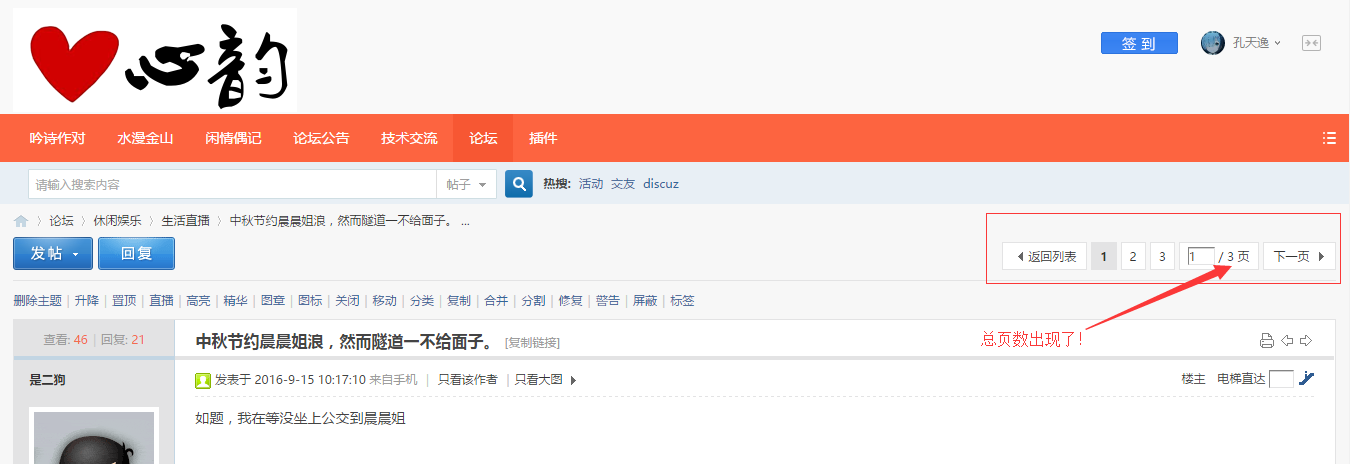 心韵
签到
孔天逸
吟诗作对 水漫金山 闲情偶记 论坛公告 技术交流 论坛 插件
请输入搜索内容 帖子 热搜: 活动 交友 discuz
论坛 休闲娱乐 生活直播 中秋节约晨晨姐浪，然而隧道一不给面子。 ...
发帖 回复 返回列表 1 2 3 1 / 3 页 下一页
删除主题 | 升降 | 置顶 | 直播 | 高亮 | 精华 | 图章 | 图标 | 关闭 | 移动 | 分类 | 复制 | 合并 | 分割 | 修复 | 警告 | 屏蔽 | 标签
总页数出现了!
查看: 46 | 回复: 21 中秋节约晨晨姐浪，然而隧道一不给面子。 [复制链接]
是二狗 发表于 2016-9-15 10:17:10 来自手机 | 只看该作者 | 只看大图 楼主 电梯直达
如题，我在等没坐上公交到晨晨姐